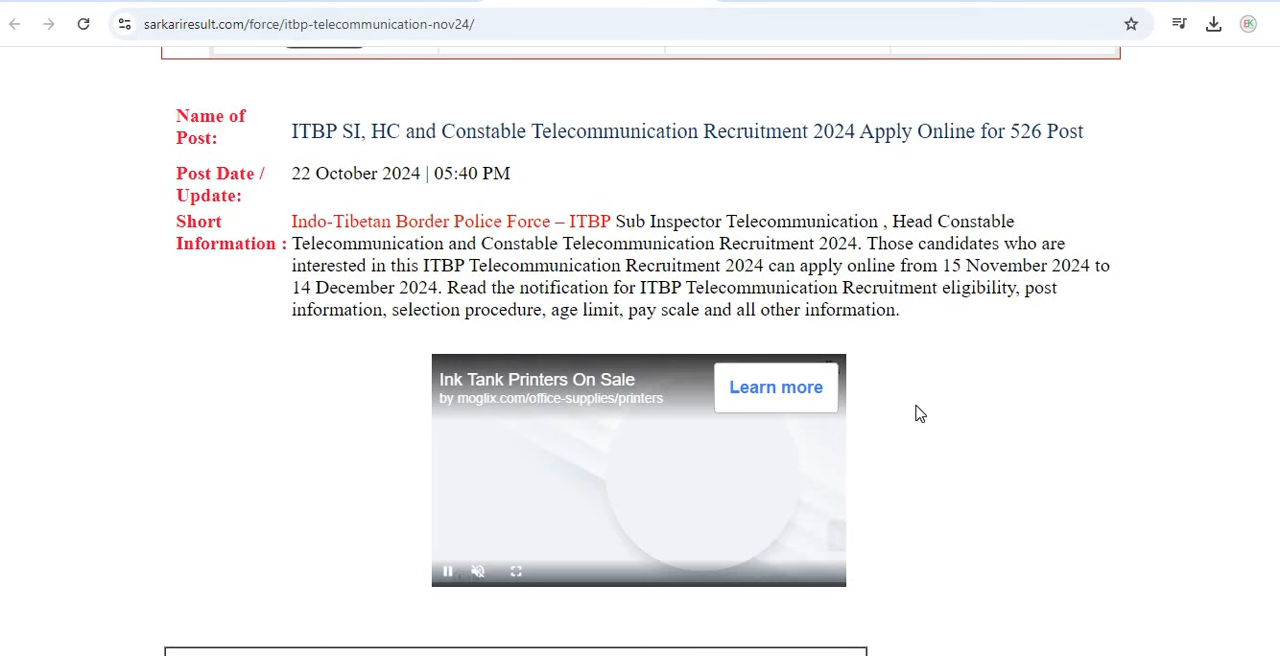 sarkariresult.com/force/itbp-telecommunication-nov24/
Name of
Post:
ITBP SI, HC and Constable Telecommunication Recruitment 2024 Apply Online for 526 Post
Post Date /
Update:
22 October 2024 | 05:40 PM
Short
Information :
Indo-Tibetan Border Police Force – ITBP Sub Inspector Telecommunication , Head Constable
Telecommunication and Constable Telecommunication Recruitment 2024. Those candidates who are
interested in this ITBP Telecommunication Recruitment 2024 can apply online from 15 November 2024 to
14 December 2024. Read the notification for ITBP Telecommunication Recruitment eligibility, post
information, selection procedure, age limit, pay scale and all other information.
Ink Tank Printers On Sale
by moglix.com/office-supplies/printers
Learn more